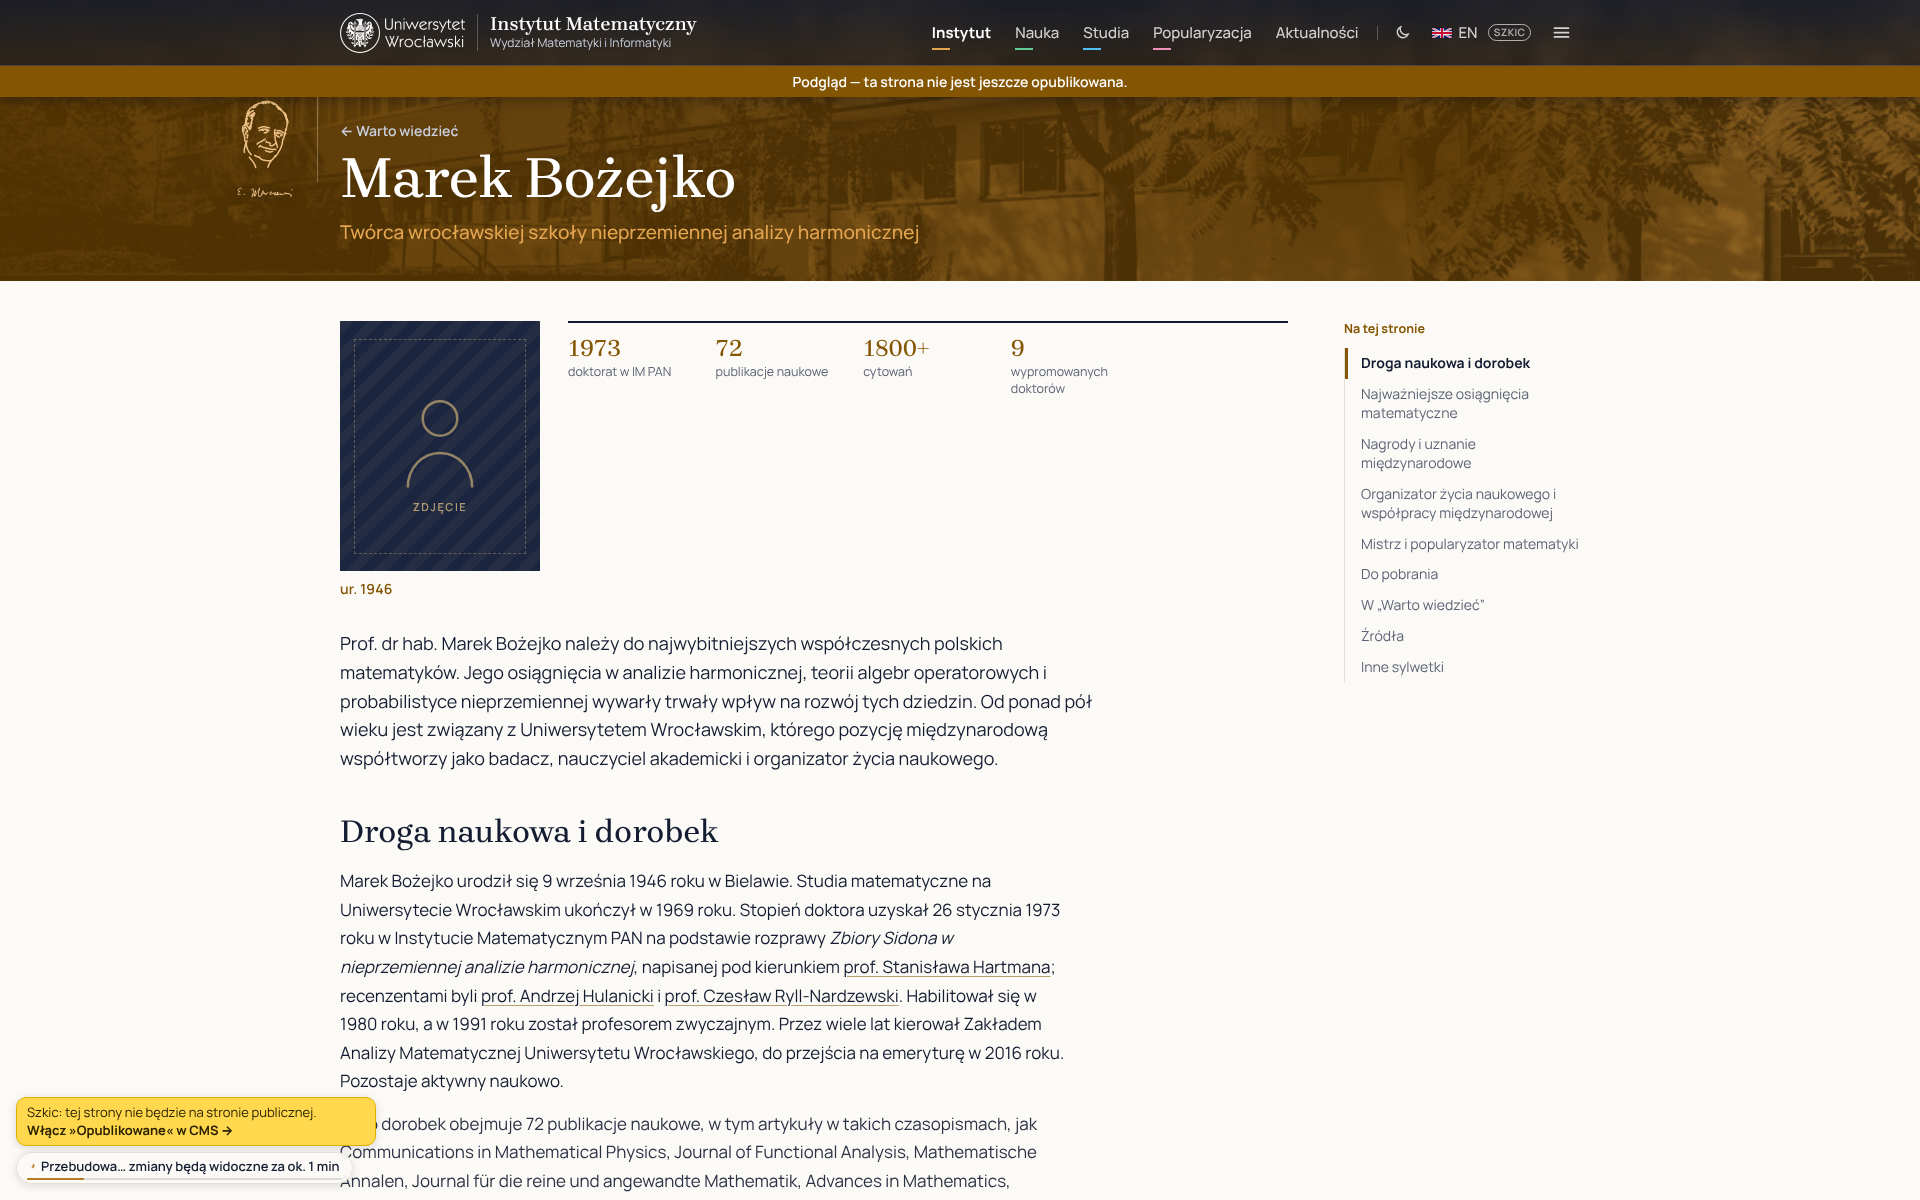 Uniwersytet
Wrocławski
Instytut Matematyczny
Wydział Matematyki i Informatyki
Instytut
Nauka
Studia
Popularyzacja
Aktualności
EN
SZKIC
Podgląd — ta strona nie jest jeszcze opublikowana.
← Warto wiedzieć
Marek Bożejko
Twórca wrocławskiej szkoły nieprzemiennej analizy harmonicznej
ZDJĘCIE
ur. 1946
1973
doktorat w IM PAN
72
publikacje naukowe
1800+
cytowań
9
wypromowanych
doktorów
Na tej stronie
Droga naukowa i dorobek
Najważniejsze osiągnięcia
matematyczne
Nagrody i uznanie
międzynarodowe
Organizator życia naukowego i
współpracy międzynarodowej
Mistrz i popularyzator matematyki
Do pobrania
W „Warto wiedzieć”
Źródła
Inne sylwetki
Prof. dr hab. Marek Bożejko należy do najwybitniejszych współczesnych polskich
matematyków. Jego osiągnięcia w analizie harmonicznej, teorii algebr operatorowych i
probabilistyce nieprzemiennej wywarły trwały wpływ na rozwój tych dziedzin. Od ponad pół
wieku jest związany z Uniwersytetem Wrocławskim, którego pozycję międzynarodową
współtworzy jako badacz, nauczyciel akademicki i organizator życia naukowego.
Droga naukowa i dorobek
Marek Bożejko urodził się 9 września 1946 roku w Bielawie. Studia matematyczne na
Uniwersytecie Wrocławskim ukończył w 1969 roku. Stopień doktora uzyskał 26 stycznia 1973
roku w Instytucie Matematycznym PAN na podstawie rozprawy Zbiory Sidona w
nieprzemiennej analizie harmonicznej, napisanej pod kierunkiem prof. Stanisława Hartmana;
recenzentami byli prof. Andrzej Hulanicki i prof. Czesław Ryll-Nardzewski. Habilitował się w
1980 roku, a w 1991 roku został profesorem zwyczajnym. Przez wiele lat kierował Zakładem
Analizy Matematycznej Uniwersytetu Wrocławskiego, do przejścia na emeryturę w 2016 roku.
Pozostaje aktywny naukowo.
dorobek obejmuje 72 publikacje naukowe, w tym artykuły w takich czasopismach, jak
Communications in Mathematical Physics, Journal of Functional Analysis, Mathematische
Annalen, Journal für die reine und angewandte Mathematik, Advances in Mathematics,
Szkic: tej strony nie będzie na stronie publicznej.
Włącz »Opublikowane« w CMS →
Przebudowa… zmiany będą widoczne za ok. 1 min